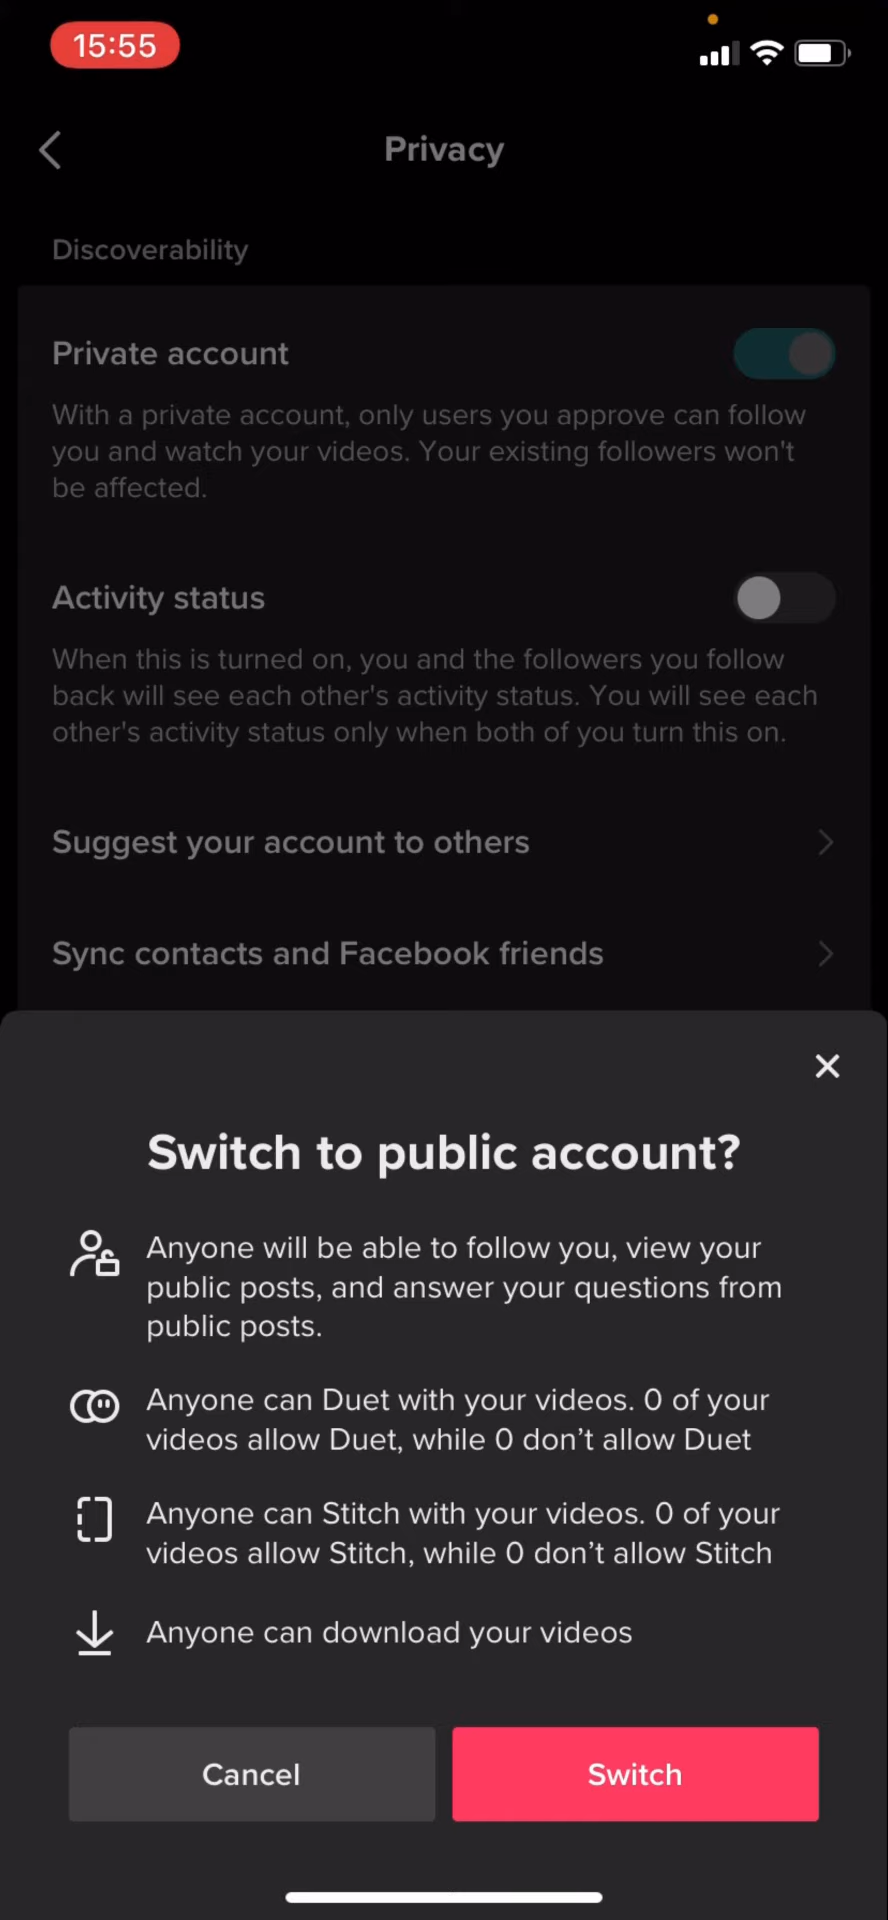 15:55
Privacy
Discoverability
Private account
With a private account, only users you approve can follow
you and watch your videos. Your existing followers won't
be affected.
Activity status
When this is turned on, you and the followers you follow
back will see each other's activity status. You will see each
other's activity status only when both of you turn this on.
Suggest your account to others
Sync contacts and Facebook friends
Switch to public account?
Anyone will be able to follow you, view your
public posts, and answer your questions from
public posts.
Anyone can Duet with your videos. 0 of your
videos allow Duet, while 0 don’t allow Duet
Anyone can Stitch with your videos. 0 of your
videos allow Stitch, while 0 don’t allow Stitch
Anyone can download your videos
Cancel
Switch